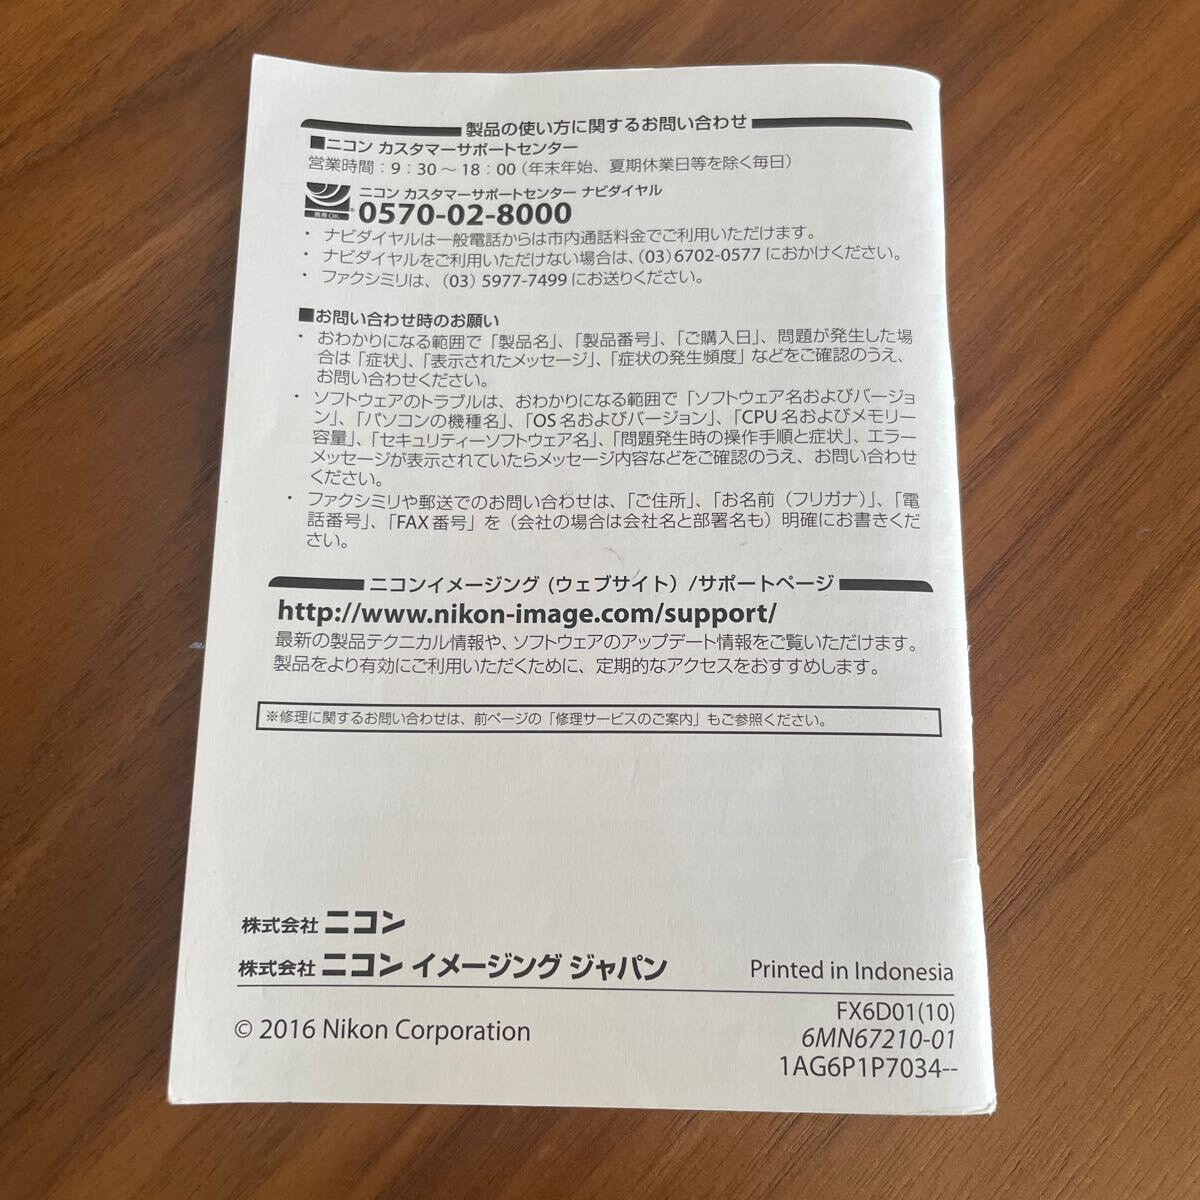 製品の使い方に関するお問い合わせ
■ニコン カスタマーサポートセンター
営業時間：9：30～18：00（年末年始、夏期休業日等を除く毎日）
ニコン カスタマーサポートセンター ナビダイヤル
携帯OK
0570-02-8000
・ ナビダイヤルは一般電話からは市内通話料金でご利用いただけます。
・ ナビダイヤルをご利用いただけない場合は、（03）6702-0577 におかけください。
・ ファクシミリは、（03）5977-7499 にお送りください。
■お問い合わせ時のお願い
・ おわかりになる範囲で「製品名」、「製品番号」、「ご購入日」、問題が発生した場
合は「症状」、「表示されたメッセージ」、「症状の発生頻度」などをご確認のうえ、
お問い合わせください。
・ ソフトウェアのトラブルは、おわかりになる範囲で「ソフトウェア名およびバージョ
ン」、「パソコンの機種名」、「OS 名およびバージョン」、「CPU 名およびメモリー
容量」、「セキュリティーソフトウェア名」、「問題発生時の操作手順と症状」、エラー
メッセージが表示されていたらメッセージ内容などをご確認のうえ、お問い合わせ
ください。
・ ファクシミリや郵送でのお問い合わせは、「ご住所」、「お名前（フリガナ）」、「電
話番号」、「FAX 番号」を（会社の場合は会社名と部署名も）明確にお書きくだ
さい。
ニコンイメージング（ウェブサイト）/サポートページ
http://www.nikon-image.com/support/
最新の製品テクニカル情報や、ソフトウェアのアップデート情報をご覧いただけます。
製品をより有効にご利用いただくために、定期的なアクセスをおすすめします。
※修理に関するお問い合わせは、前ページの「修理サービスのご案内」もご参照ください。
株式会社 ニコン
株式会社 ニコン イメージング ジャパン
Printed in Indonesia
© 2016 Nikon Corporation
FX6D01(10)
6MN67210-01
1AG6P1P7034--